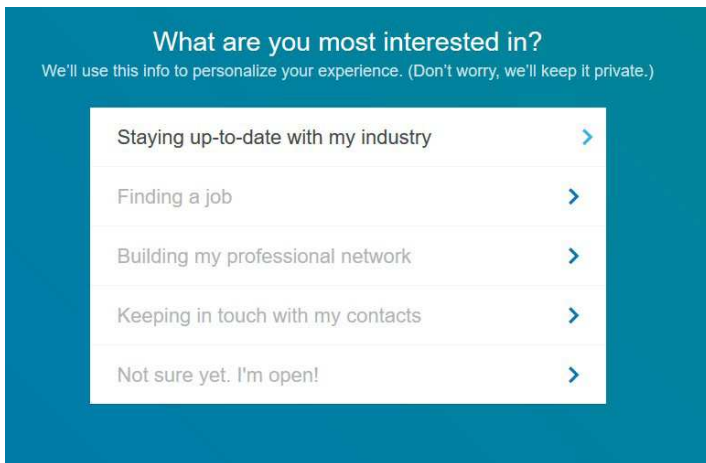 What are you most interested in?
We'll use this info to personalize your experience. (Don't worry, we'll keep it private.)
Staying up-to-date with my industry
Finding a job
Building my professional network
Keeping in touch with my contacts
Not sure yet. I'm open!